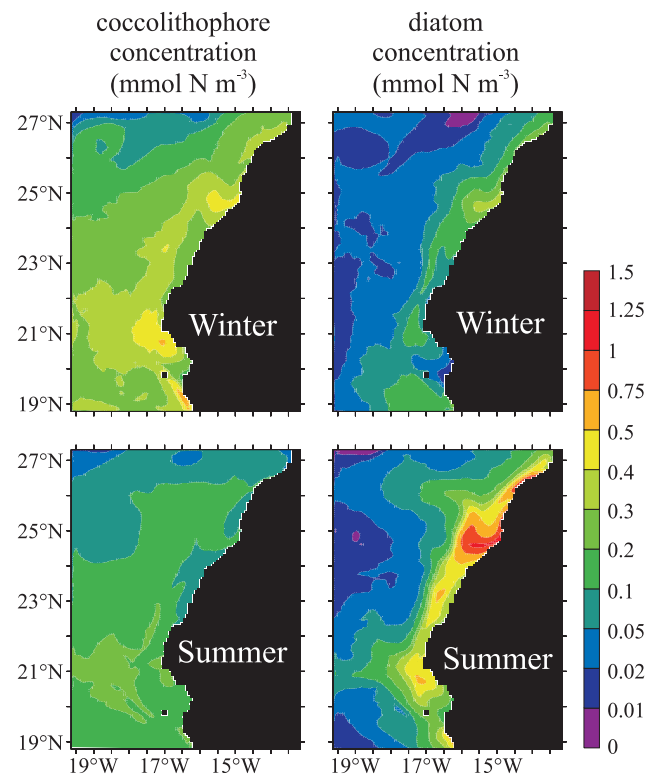 coccolithophore
concentration
(mmol N m⁻³)
diatom
concentration
(mmol N m⁻³)
27°N
25°N
23°N
21°N
19°N
Winter
Winter
27°N
25°N
23°N
21°N
19°N
Summer
Summer
19°W
17°W
15°W
19°W
17°W
15°W
1.5
1.25
1
0.75
0.5
0.4
0.3
0.2
0.1
0.05
0.02
0.01
0